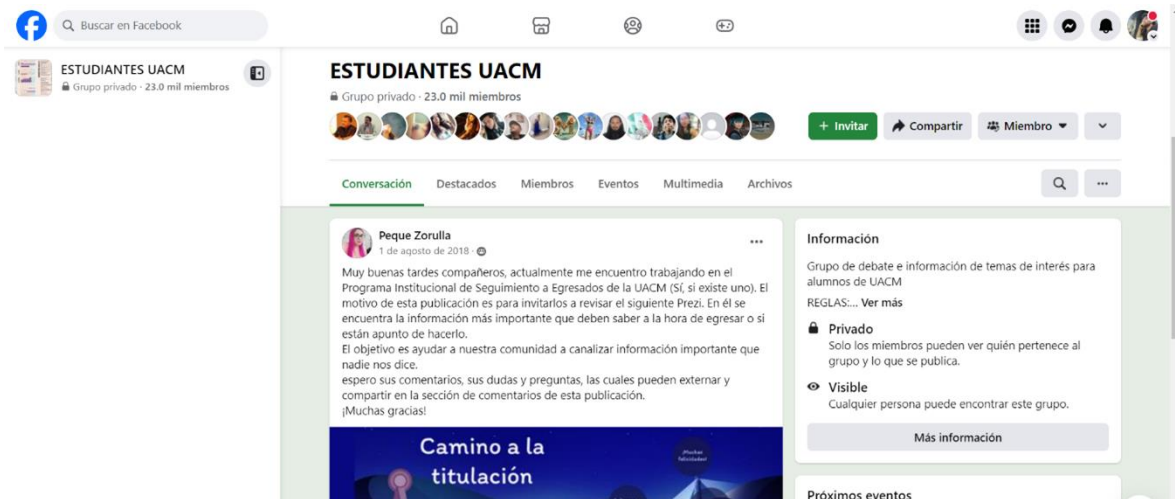 Buscar en Facebook
ESTUDIANTES UACM
Grupo privado · 23.0 mil miembros
ESTUDIANTES UACM
Grupo privado · 23.0 mil miembros
+ Invitar
Compartir
Miembro
Conversación
Destacados
Miembros
Eventos
Multimedia
Archivos
Peque Zorulla
1 de agosto de 2018 ·
Muy buenas tardes compañeros, actualmente me encuentro trabajando en el
Programa Institucional de Seguimiento a Egresados de la UACM (Sí, si existe uno). El
motivo de esta publicación es para invitarlos a revisar el siguiente Prezi. En él se
encuentra la información más importante que deben saber a la hora de egresar o si
están apunto de hacerlo.
El objetivo es ayudar a nuestra comunidad a canalizar información importante que
nadie nos dice.
espero sus comentarios, sus dudas y preguntas, las cuales pueden externar y
compartir en la sección de comentarios de esta publicación.
¡Muchas gracias!
Camino a la
titulación
¡Muchas
felicidades!
Información
Grupo de debate e información de temas de interés para
alumnos de UACM
REGLAS:... Ver más
Privado
Solo los miembros pueden ver quién pertenece al
grupo y lo que se publica.
Visible
Cualquier persona puede encontrar este grupo.
Más información
Próximos eventos